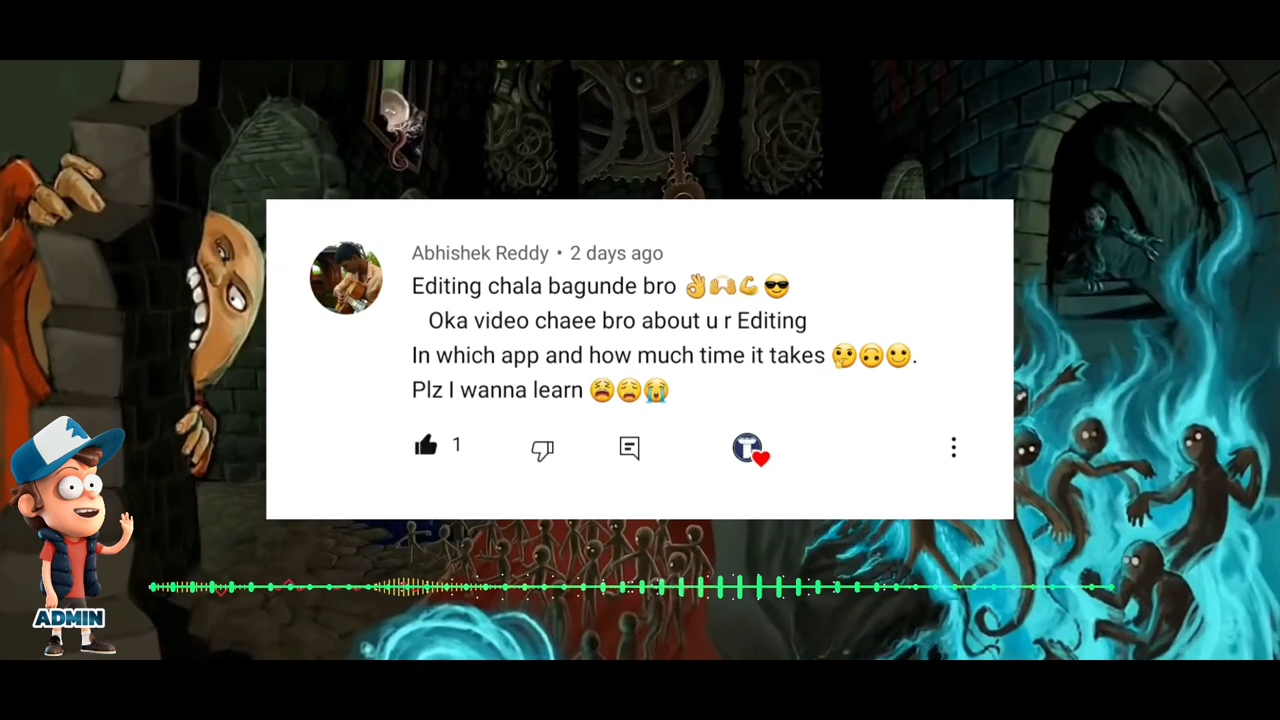 Abhishek Reddy • 2 days ago
Editing chala bagunde bro 👌🙌💪😎
Oka video chaee bro about u r Editing
In which app and how much time it takes 🤔🙃🙂.
Plz I wanna learn 😫😩😭
1
T
ADMIN